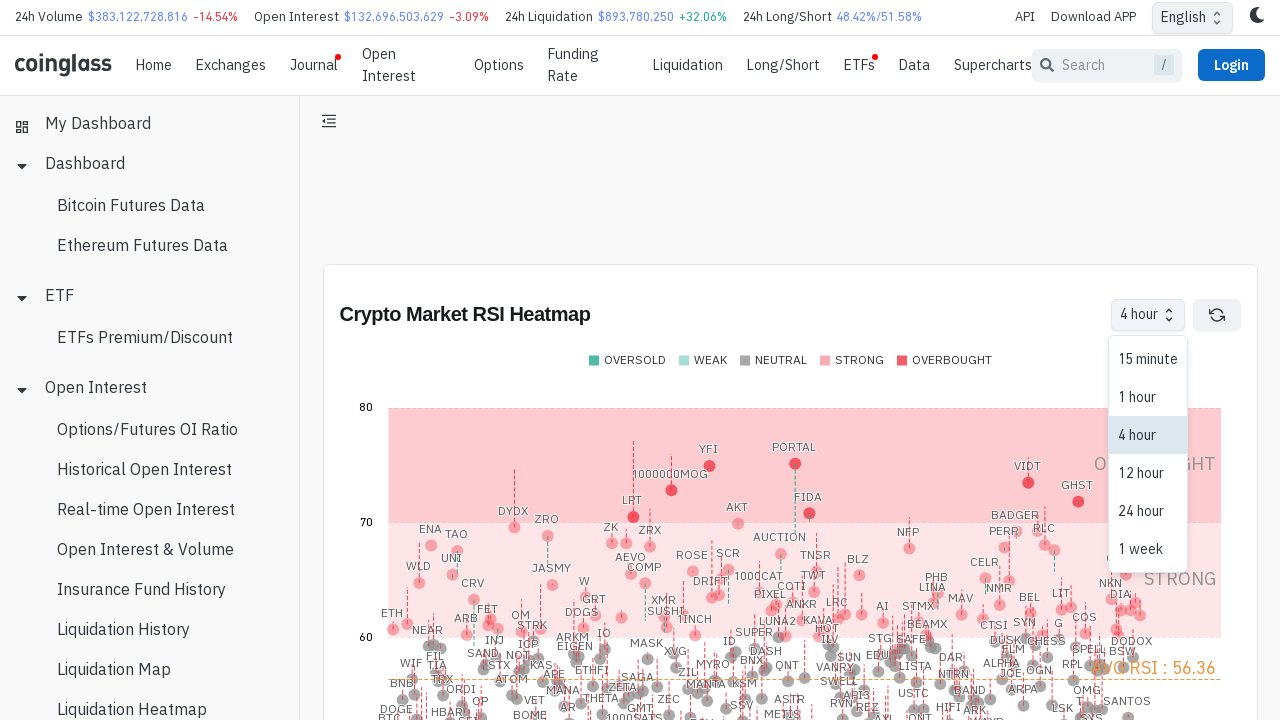 24h Volume $383,122,728,816 -14.54% Open Interest $132,696,503,629 -3.09% 24h Liquidation $893,780,250 +32.06% 24h Long/Short 48.42%/51.58% API Download APP English
coinglass Home Exchanges Journal Open Interest Options Funding Rate Liquidation Long/Short ETFs Data Supercharts Search / Login
My Dashboard
Dashboard
Bitcoin Futures Data
Ethereum Futures Data
ETF
ETFs Premium/Discount
Open Interest
Options/Futures OI Ratio
Historical Open Interest
Real-time Open Interest
Open Interest & Volume
Insurance Fund History
Liquidation History
Liquidation Map
Liquidation Heatmap
Crypto Market RSI Heatmap
4 hour
15 minute
1 hour
4 hour
12 hour
24 hour
1 week
OVERSOLD WEAK NEUTRAL STRONG OVERBOUGHT
80
70
60
STRONG
AVG RSI : 56.36
YFI
PORTAL
1000000MOG
VIDT
GHST
LPT
FIDA
DYDX
ZRO
AKT
BADGER
ENA
TAO
ZK
ZRX
NFP
PERP
RLC
AUCTION
UNI
WLD
JASMY
AEVO
COMP
ROSE
SCR
TNSR
BLZ
CELR
CRV
W
DRIFT
1000CAT
TWT
PHB
LINA
NMR
NKN
ETH
ARB
FET
OM
GRT
DOGS
XMR
SUSHI
1INCH
PIXEL
COTI
ANKR
LRC
AI
STMX
MAV
BEL
LIT
DIA
NEAR
STRK
LUNA2
KAVA
BEAMX
CTSI
SYN
G
COS
INJ
ICP
ARKM
EIGEN
IO
MASK
ID
SUPER
HOT
ILV
STG
SAFE
DUSK
CHESS
DODOX
WIF
FIL
TIA
SAND
STX
NOT
KAS
XVG
MYRO
BNX
DASH
QNT
SUN
VANRY
EDU
LISTA
DAR
ALPHA
FLM
SPELL
BSW
BNB
TRX
ATOM
APE
ETHFI
SAGA
ZIL
MANTA
KSM
SWELL
NTRN
JOE
OGN
RPL
DOGE
ORDI
OP
VET
MANA
THETA
ZETA
ZEC
SSV
ASTR
RVN
USTC
BAND
ARPA
OMG
SANTOS
BTC
HBAR
BOME
AR
GMT
1000SATS
METIS
REZ
HIFI
ARK
LSK
ONT